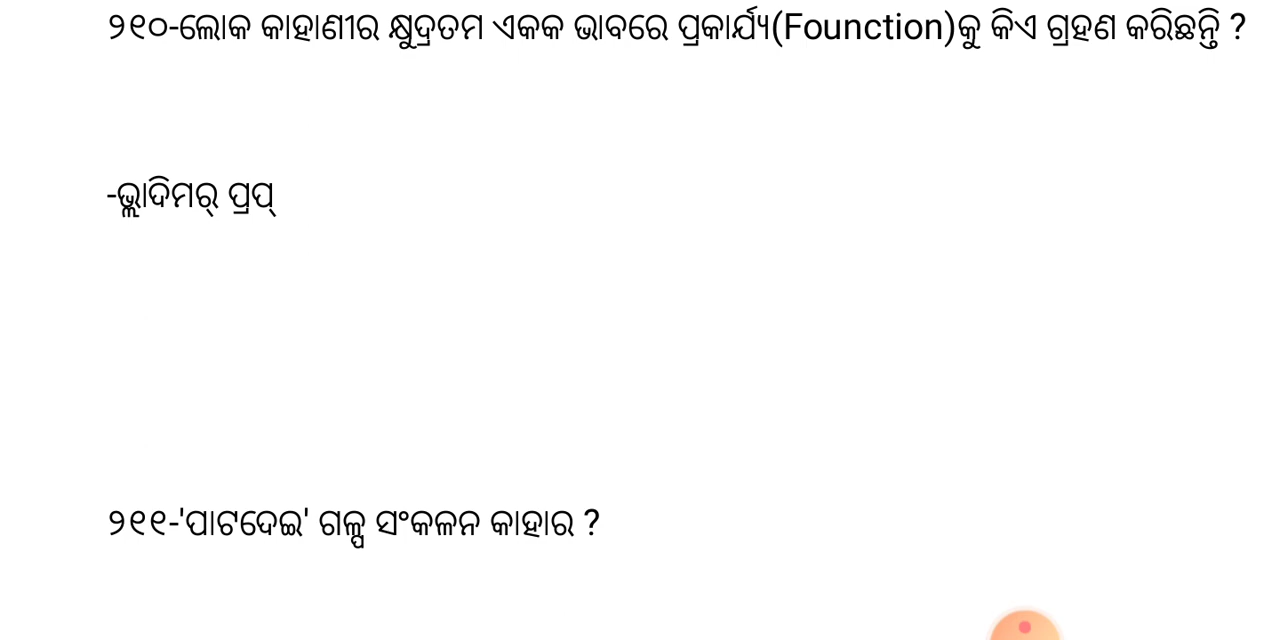 ୨୧୦-ଲୋକ କାହାଣୀର କ୍ଷୁଦ୍ରତମ ଏକକ ଭାବରେ ପ୍ରକାର୍ଯ୍ୟ(Founction)କୁ କିଏ ଗ୍ରହଣ କରିଛନ୍ତି ?
-ଭ୍ଲାଦିମର୍ ପ୍ରପ୍
୨୧୧-'ପାଟଦେଇ' ଗଳ୍ପ ସଂକଳନ କାହାର ?